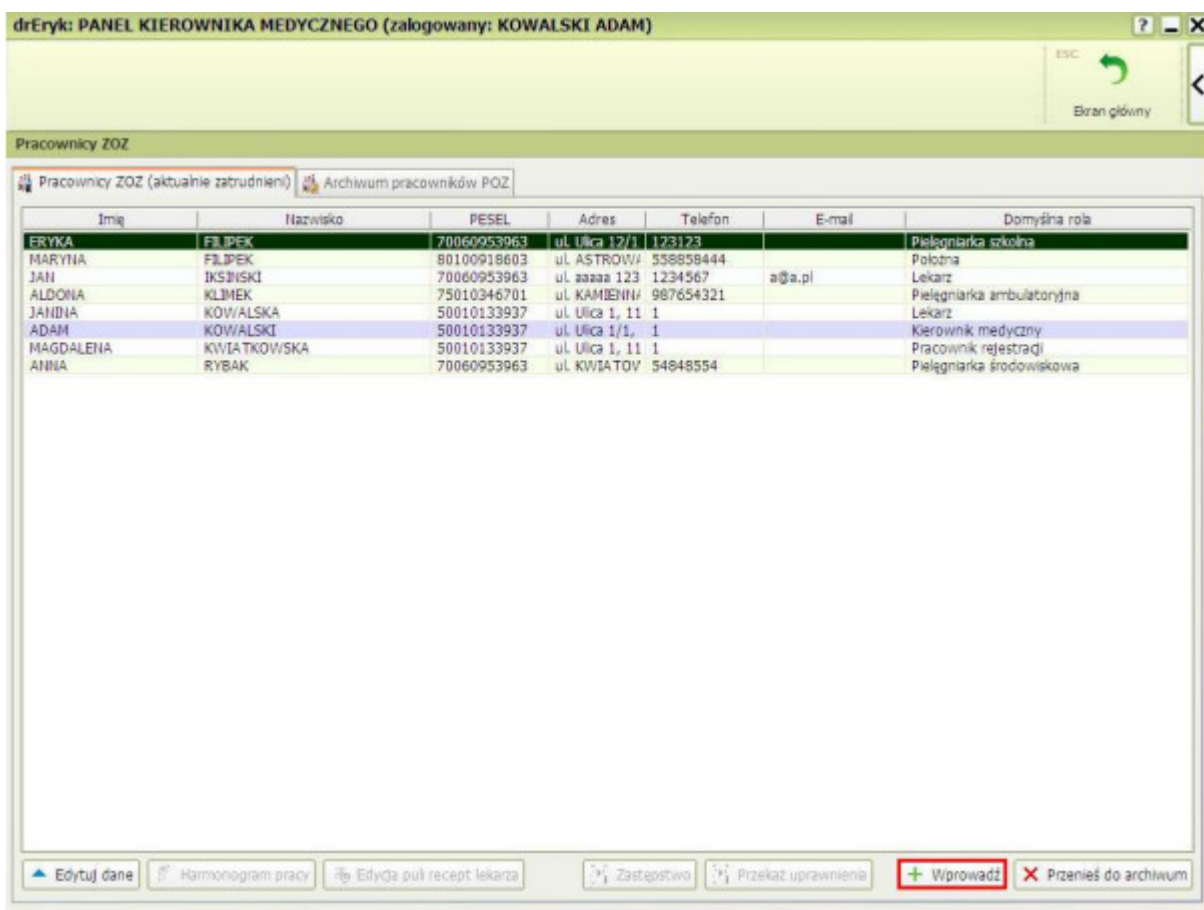 drEryk: PANEL KIEROWNIKA MEDYCZNEGO (zalogowany: KOWALSKI ADAM) ?
ESC
Ekran główny
Pracownicy ZOZ
Pracownicy ZOZ (aktualnie zatrudnieni) Archiwum pracowników POZ
Imię Nazwisko PESEL Adres Telefon E-mail Domyślna rola
ERYKA FILIPEK 70060953963 ul. Ulica 12/1 123123 Pielęgniarka szkolna
MARYNA FILIPEK 80100918603 ul. ASTROWA 558858444 Położna
JAN IKSINSKI 70060953963 ul. aaaaa 123 1234567 a@a.pl Lekarz
ALDONA KLIMEK 75010346701 ul. KAMIENNA 987654321 Pielęgniarka ambulatoryjna
JANINA KOWALSKA 50010133937 ul. Ulica 1, 11 1 Lekarz
ADAM KOWALSKI 50010133937 ul. Ulica 1/1, 1 Kierownik medyczny
MAGDALENA KWIATKOWSKA 50010133937 ul. Ulica 1, 11 1 Pracownik rejestracji
ANNA RYBAK 70060953963 ul. KWIATOV 54848554 Pielęgniarka środowiskowa
Edytuj dane Harmonogram pracy Edycja puli recept lekarza Zastępstwo Przekaż uprawnienia Wprowadź Przenieś do archiwum